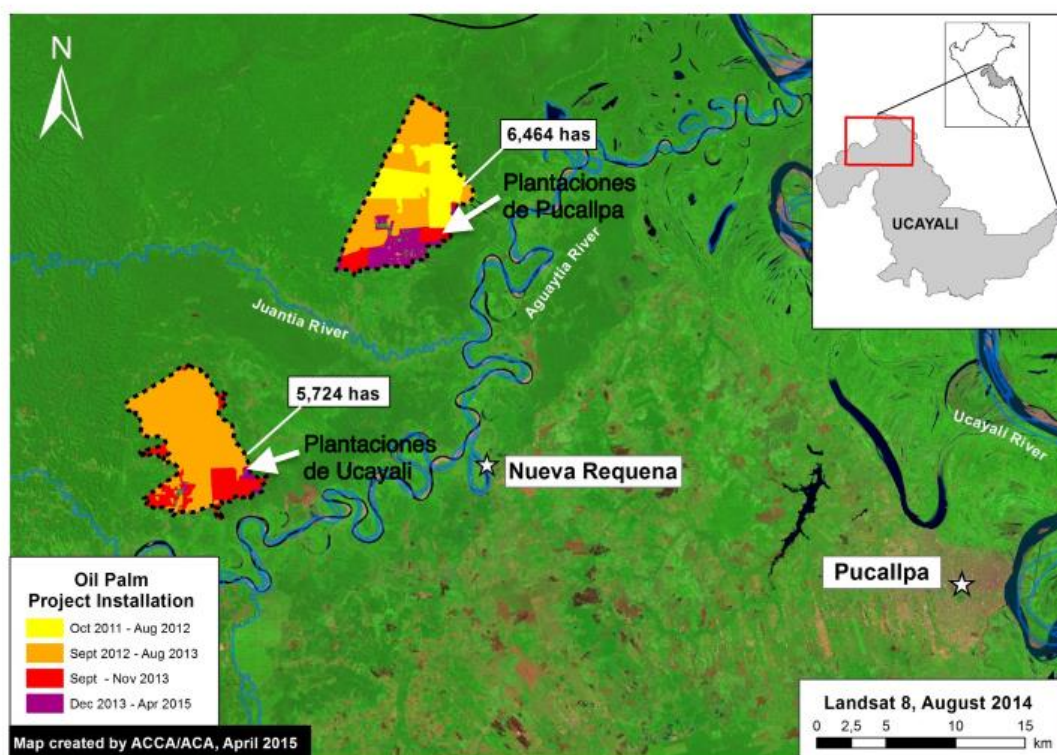 N
6,464 has
Plantaciones
de Pucallpa
UCAYALI
Aguaytia River
Juantia River
5,724 has
Plantaciones
de Ucayali
Ucayali River
Nueva Requena
Pucallpa
Oil Palm
Project Installation
Oct 2011 - Aug 2012
Sept 2012 - Aug 2013
Sept - Nov 2013
Dec 2013 - Apr 2015
Map created by ACCA/ACA, April 2015
Landsat 8, August 2014
0 2,5 5 10 15
km